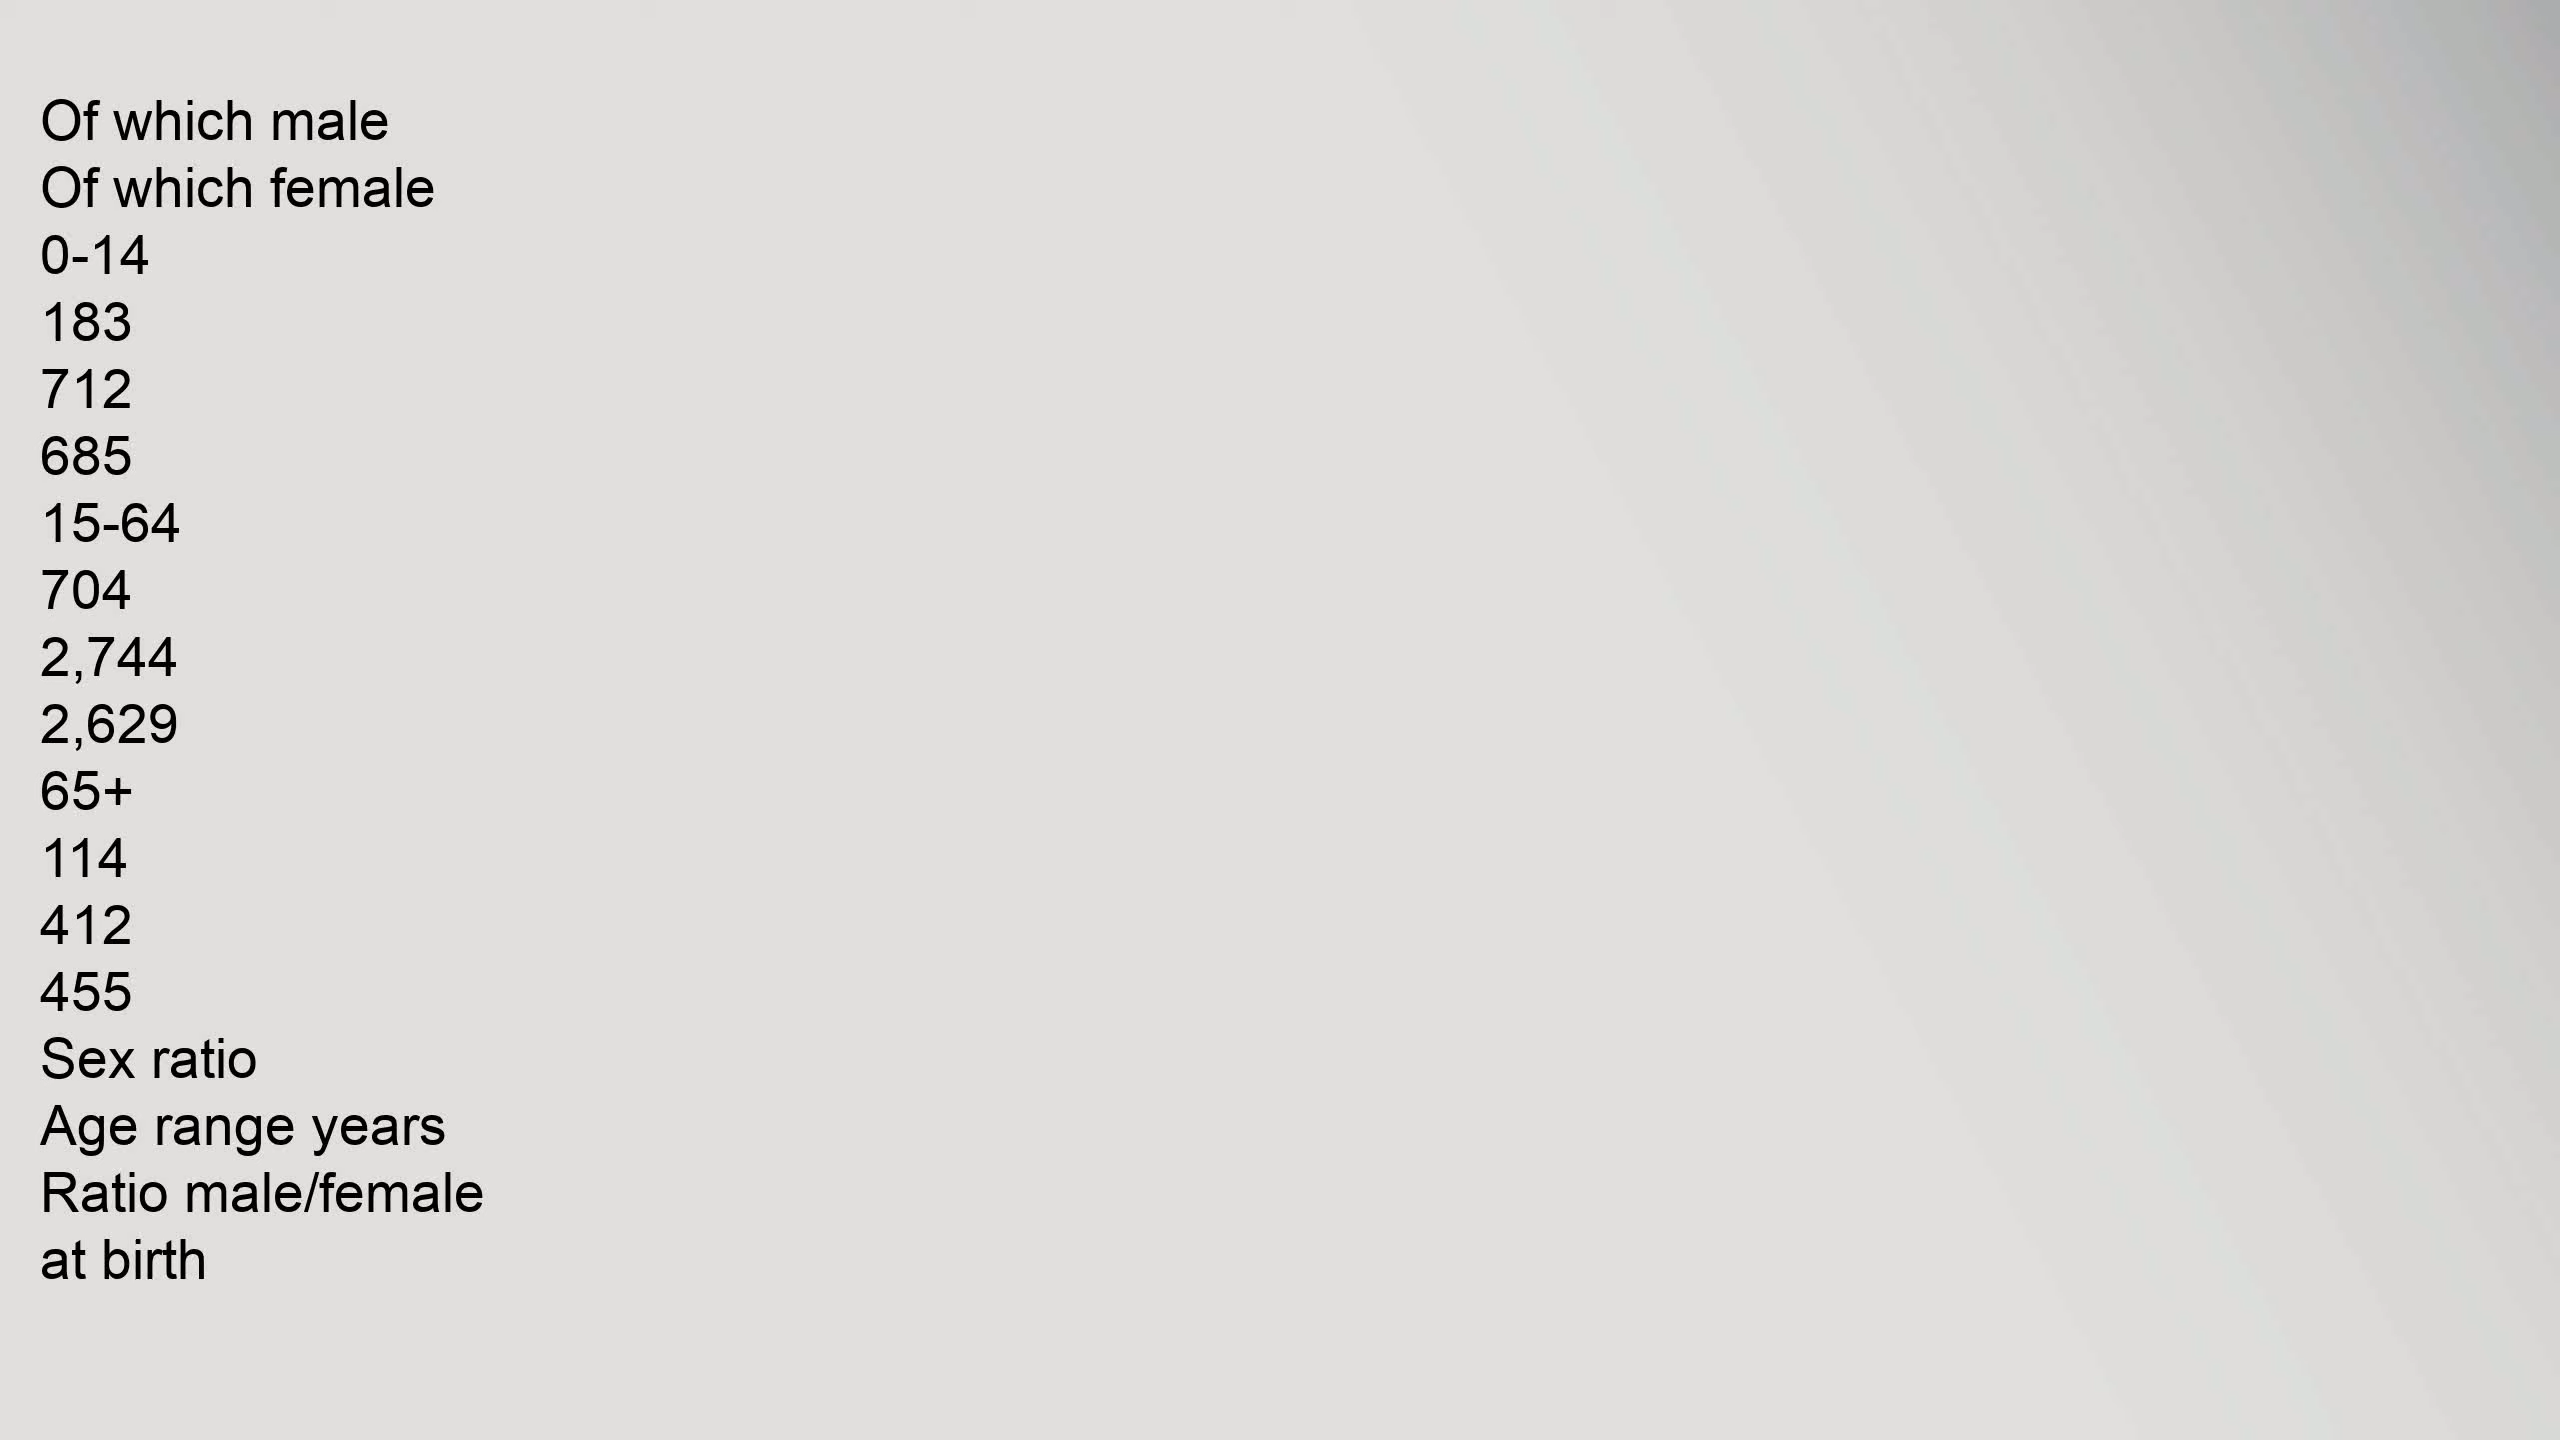 Of which male
Of which female
0-14
183
712
685
15-64
704
2,744
2,629
65+
114
412
455
Sex ratio
Age range years
Ratio male/female
at birth